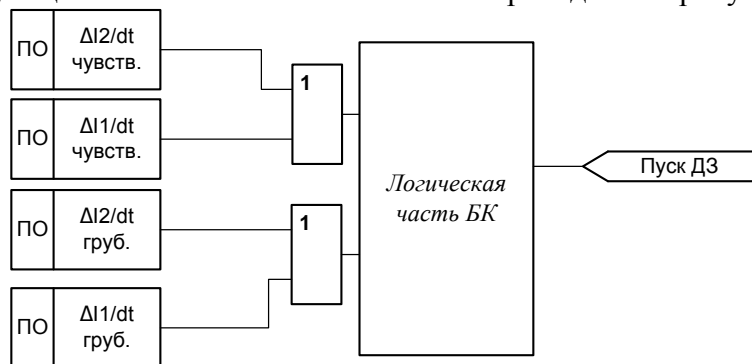 ПО
ΔI2/dt
чувств.
1
ПО
ΔI1/dt
чувств.
Логическая
часть БК
Пуск ДЗ
ПО
ΔI2/dt
груб.
1
ПО
ΔI1/dt
груб.